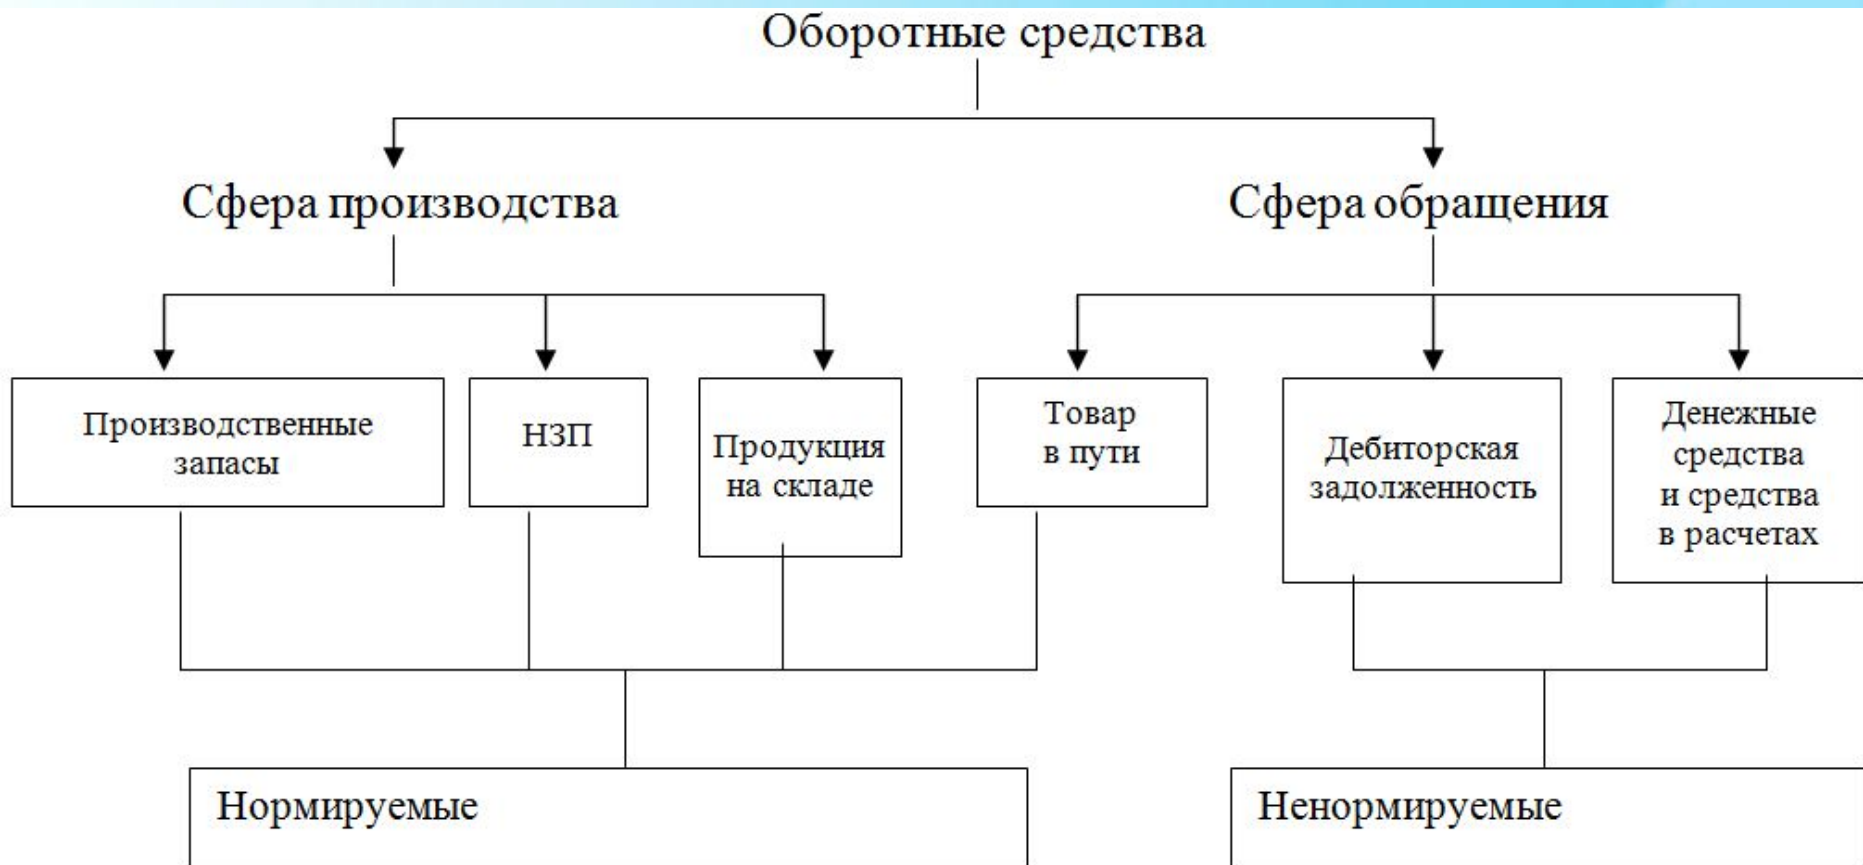 Оборотные средства
Сфера производства
Сфера обращения
Производственные
запасы
НЗП
Продукция
на складе
Товар
в пути
Дебиторская
задолженность
Денежные
средства
и средства
в расчетах
Нормируемые
Ненормируемые